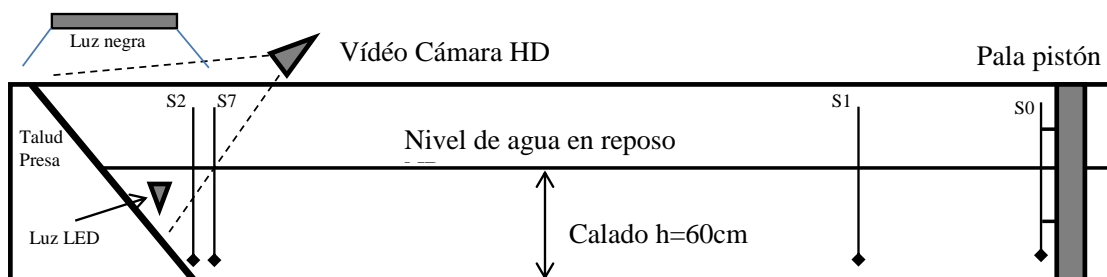 Luz negra
Vídéo Cámara HD
Pala pistón
S2
S7
S1
S0
Talud
Presa
Nivel de agua en reposo
Luz LED
Calado h=60cm